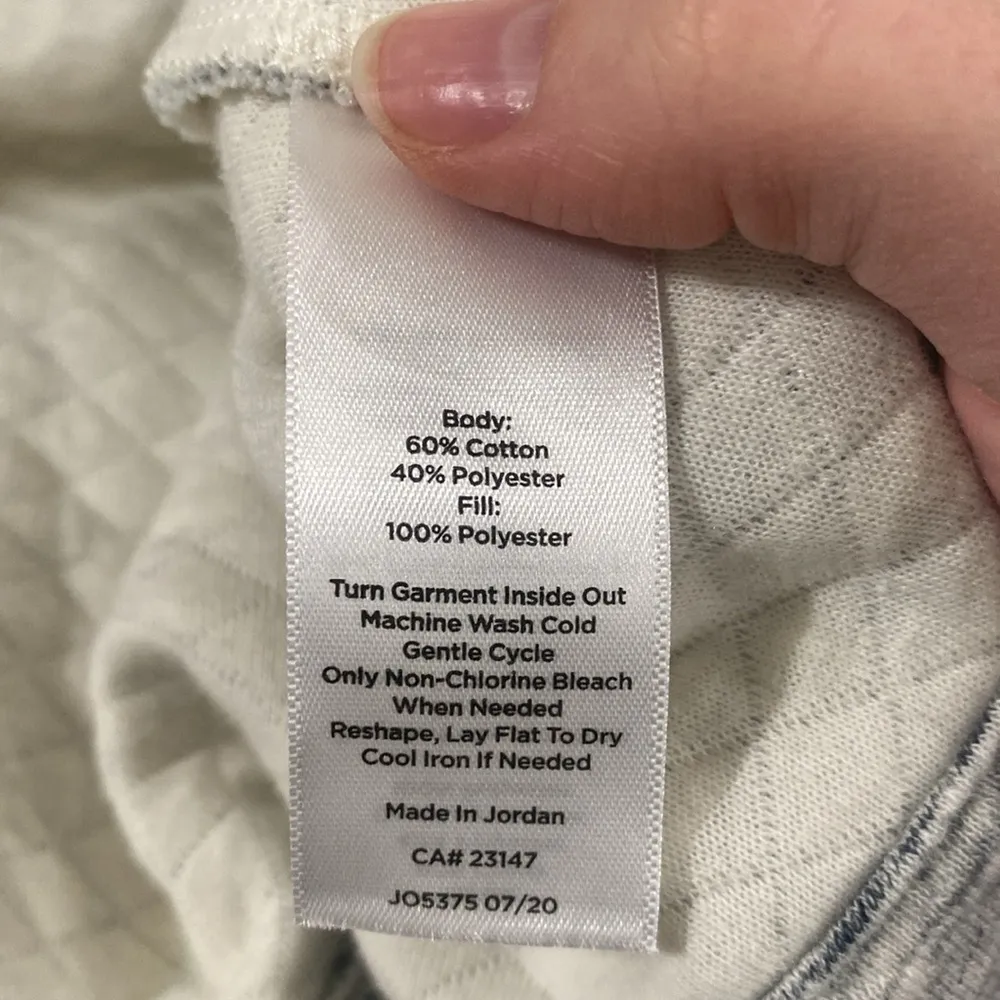 Body:
60% Cotton
40% Polyester
Fill:
100% Polyester
Turn Garment Inside Out
Machine Wash Cold
Gentle Cycle
Only Non-Chlorine Bleach
When Needed
Reshape, Lay Flat To Dry
Cool Iron If Needed
Made In Jordan
CA# 23147
JO5375 07/20